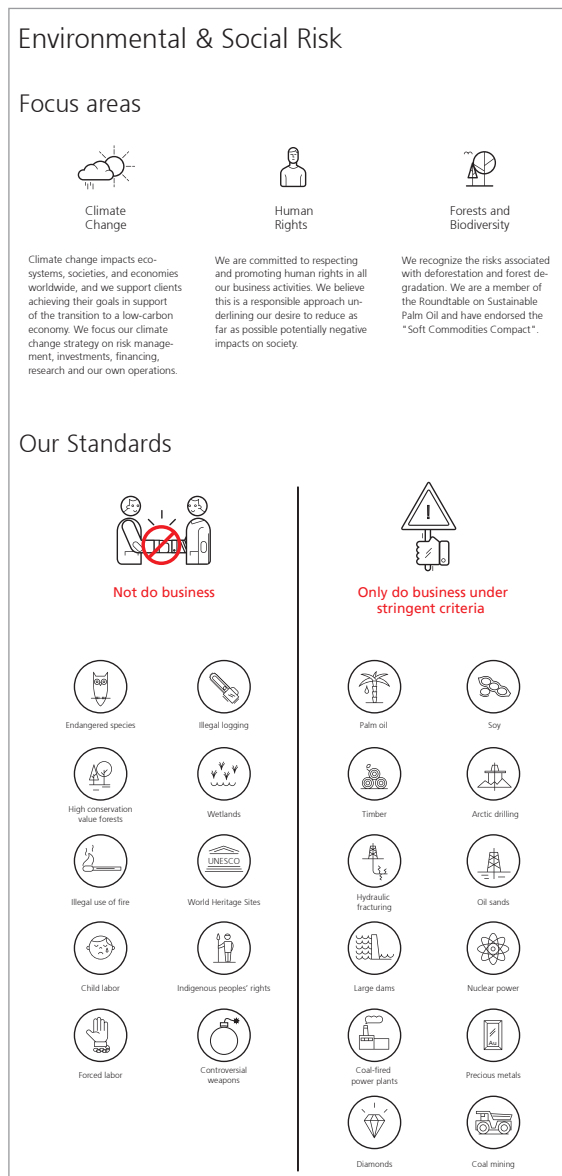 Environmental & Social Risk
Focus areas
Climate
Change
Climate change impacts eco-
systems, societies, and economies
worldwide, and we support clients
achieving their goals in support
of the transition to a low-carbon
economy. We focus our climate
change strategy on risk manage-
ment, investments, financing,
research and our own operations.
Human
Rights
We are committed to respecting
and promoting human rights in all
our business activities. We believe
this is a responsible approach un-
derlining our desire to reduce as
far as possible potentially negative
impacts on society.
Forests and
Biodiversity
We recognize the risks associated
with deforestation and forest de-
gradation. We are a member of
the Roundtable on Sustainable
Palm Oil and have endorsed the
"Soft Commodities Compact".
Our Standards
Not do business
Endangered species
Illegal logging
High conservation
value forests
Wetlands
Illegal use of fire
UNESCO
World Heritage Sites
Child labor
Indigenous peoples' rights
Forced labor
Controversial
weapons
!
Only do business under
stringent criteria
Palm oil
Soy
Timber
Arctic drilling
Hydraulic
fracturing
Oil sands
Large dams
Nuclear power
Coal-fired
power plants
Au
Precious metals
Diamonds
Coal mining